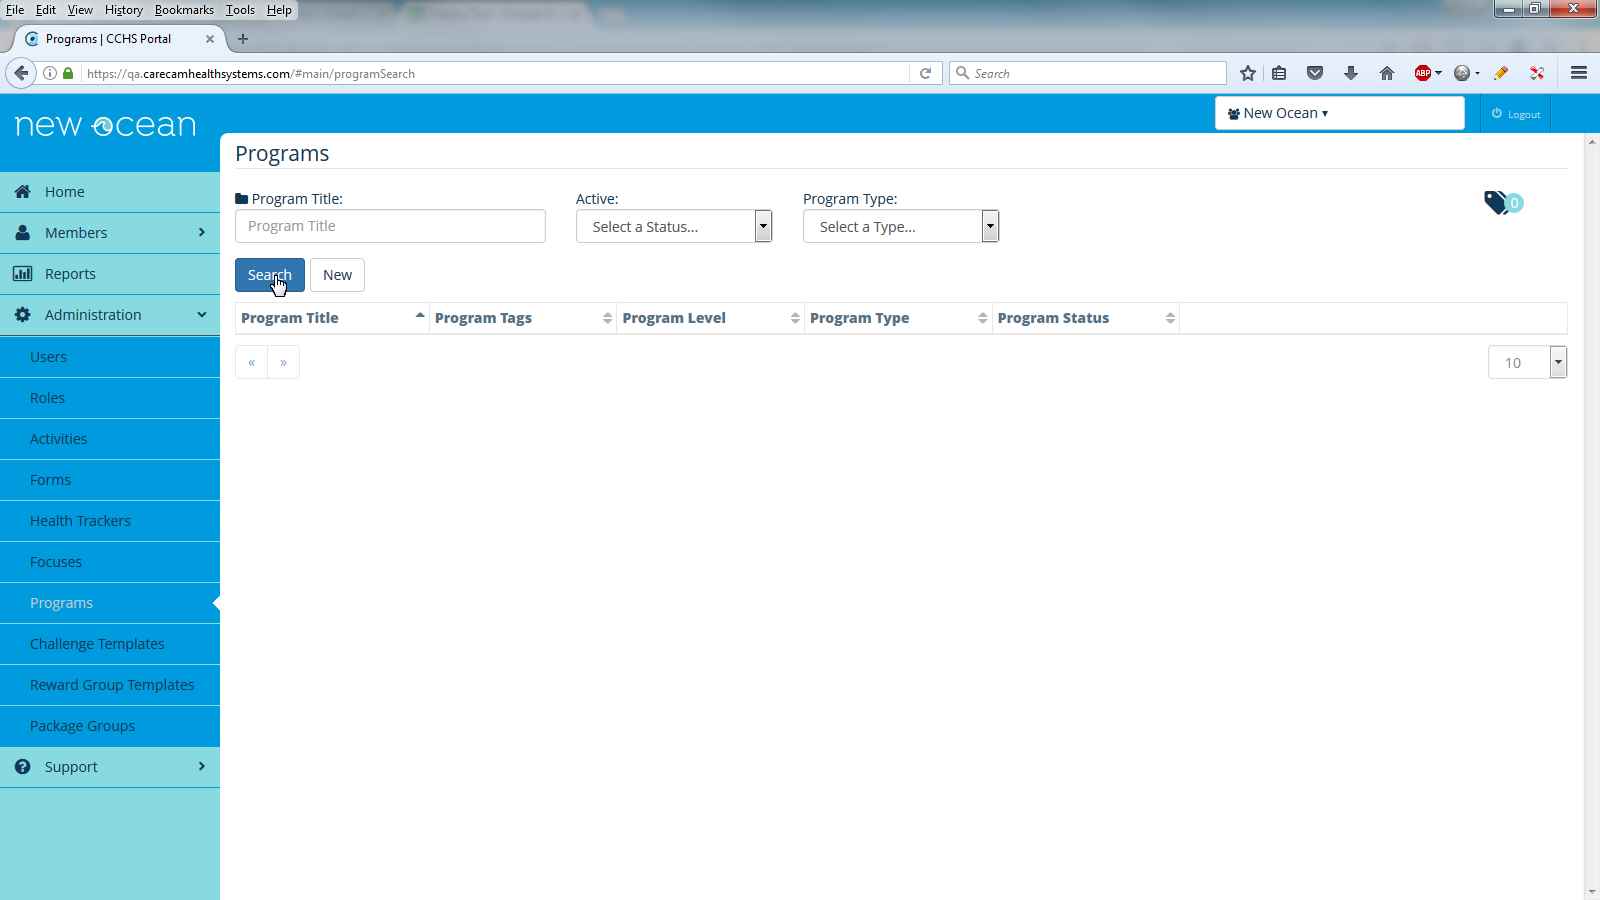 File Edit View History Bookmarks Tools Help
Programs | CCHS Portal
https://qa.carecamhealthsystems.com/#main/programSearch
Search
ABP
new ocean
New Ocean
Logout
Programs
Home
Members
Reports
Administration
Users
Roles
Activities
Forms
Health Trackers
Focuses
Programs
Challenge Templates
Reward Group Templates
Package Groups
Support
Program Title:
Active:
Program Type:
0
Program Title
Select a Status...
Select a Type...
Search
New
Program Title
Program Tags
Program Level
Program Type
Program Status
« »
10